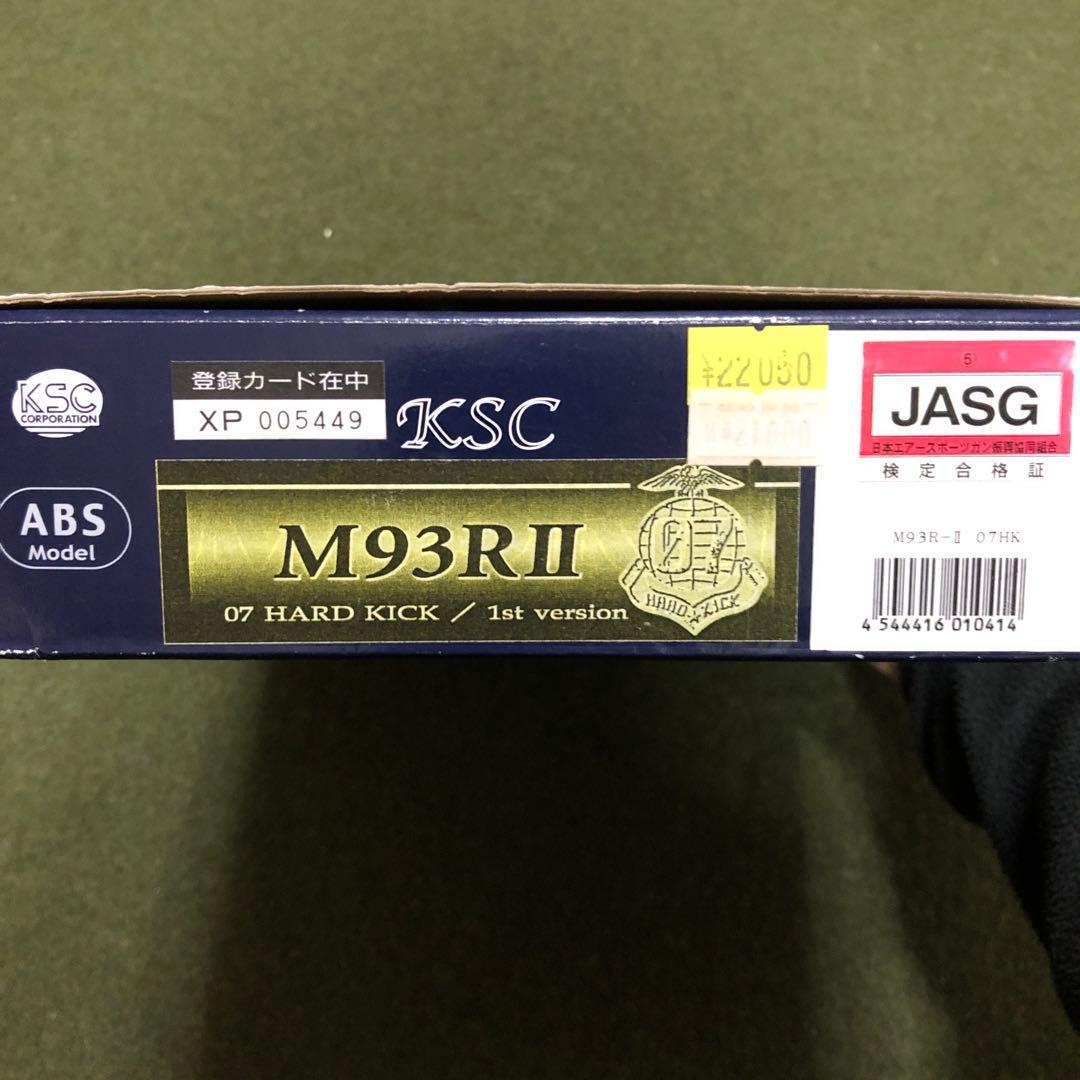 KSC
CORPORATION
ABS
Model
登録カード在中
XP 005449
KSC
M93RⅡ
07 HARD KICK / 1st version
07
HARD KICK
¥22050
⑤
JASG
日本エアースポーツガン振興協同組合
検定合格証
M93R-Ⅱ 07HK
4 544416 010414